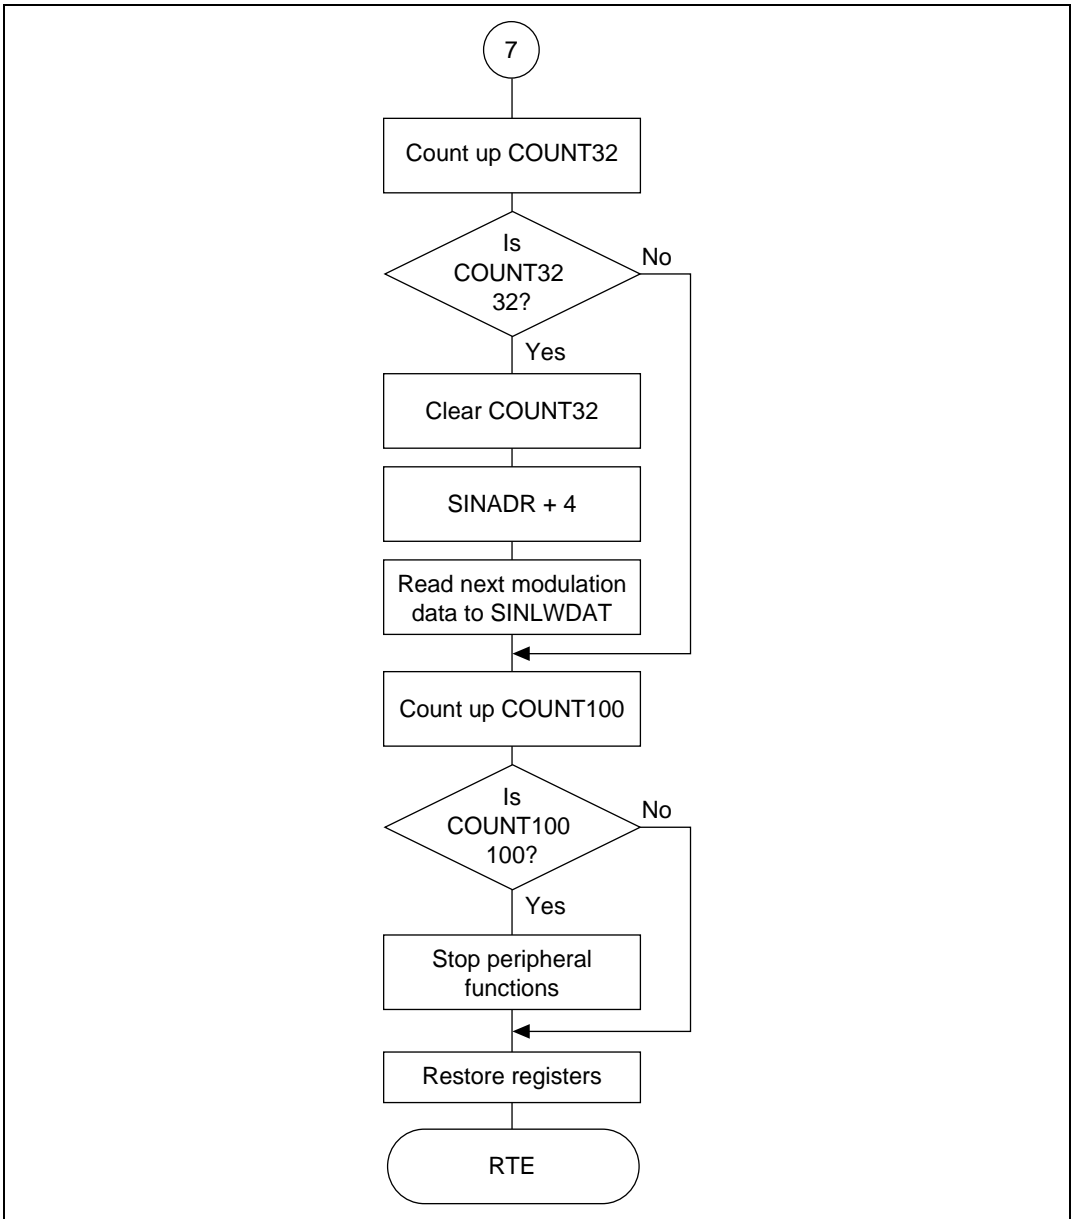 7
Count up COUNT32
Is
COUNT32
32?
No
Yes
Clear COUNT32
SINADR + 4
Read next modulation
data to SINLWDAT
Count up COUNT100
Is
COUNT100
100?
No
Yes
Stop peripheral
functions
Restore registers
RTE